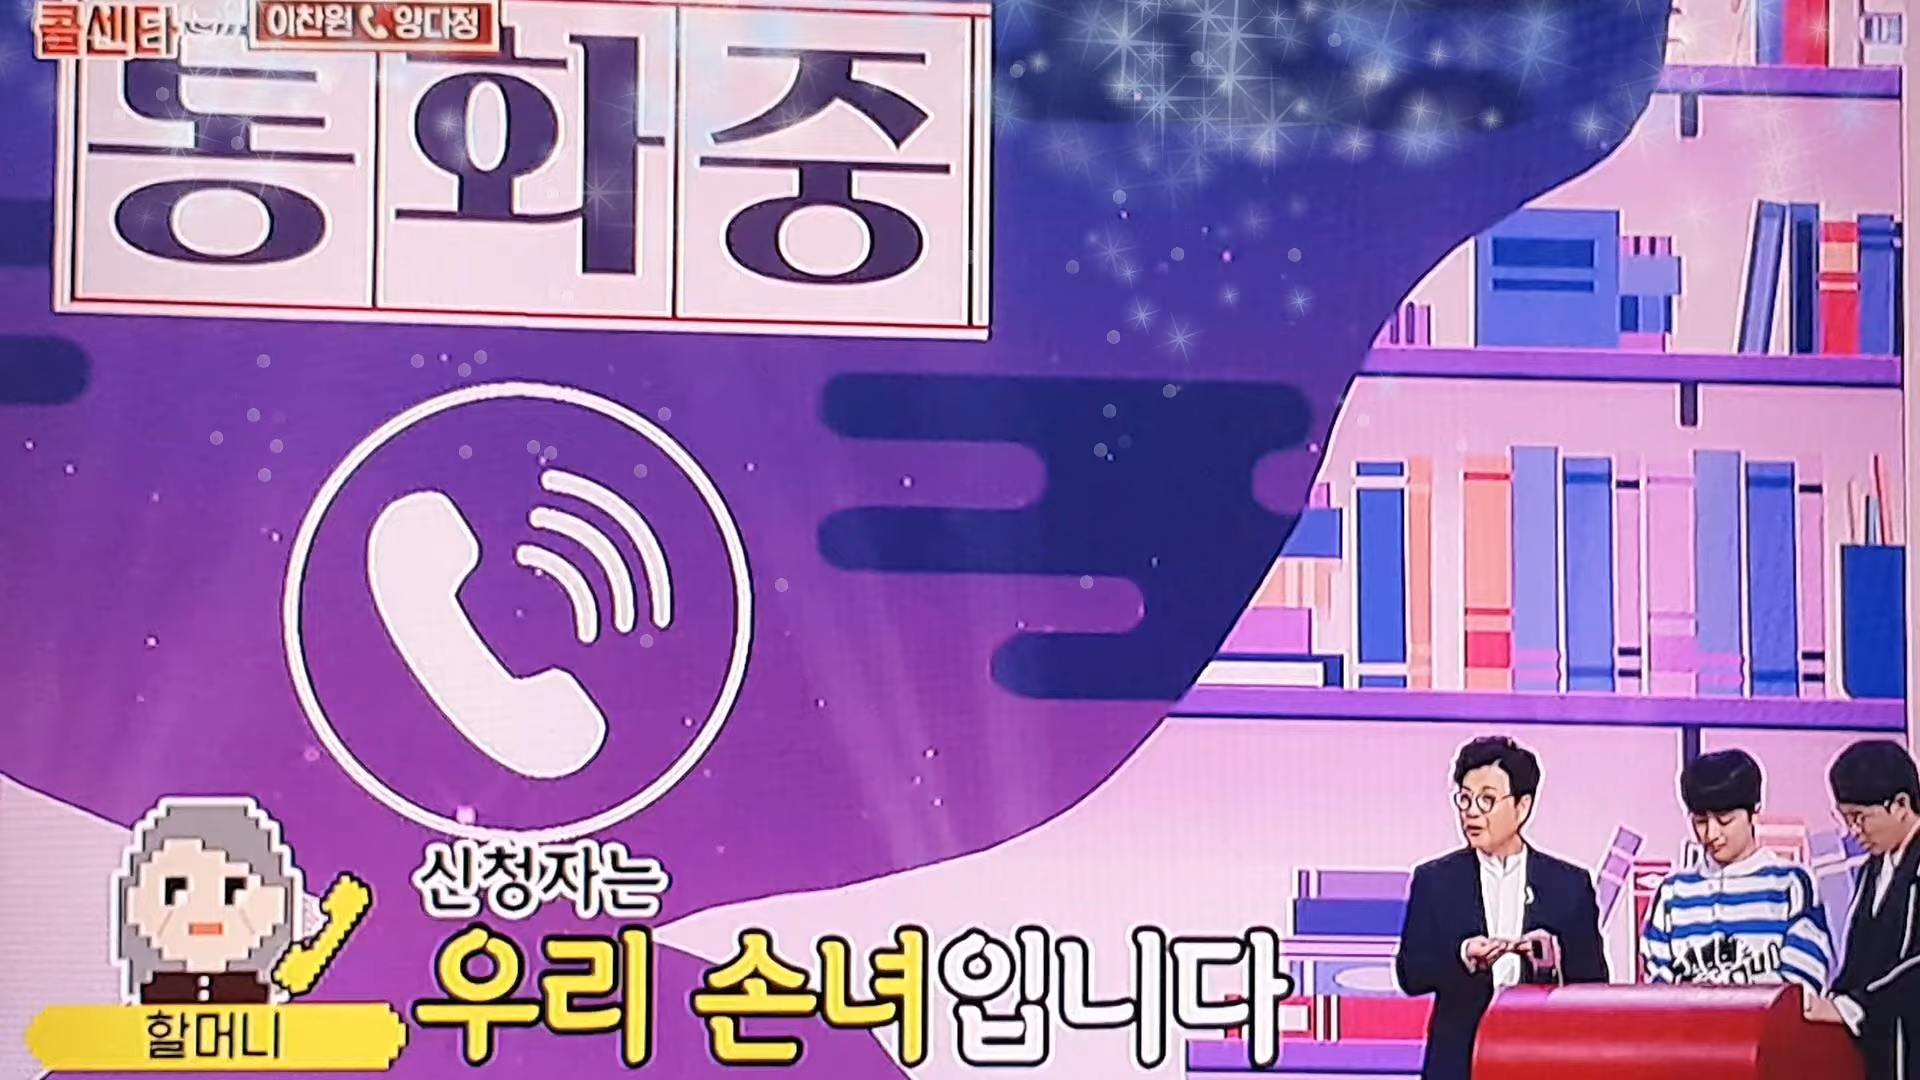 콜센타
이찬원 양다정
통화중
신청자는
우리 손녀입니다
할머니